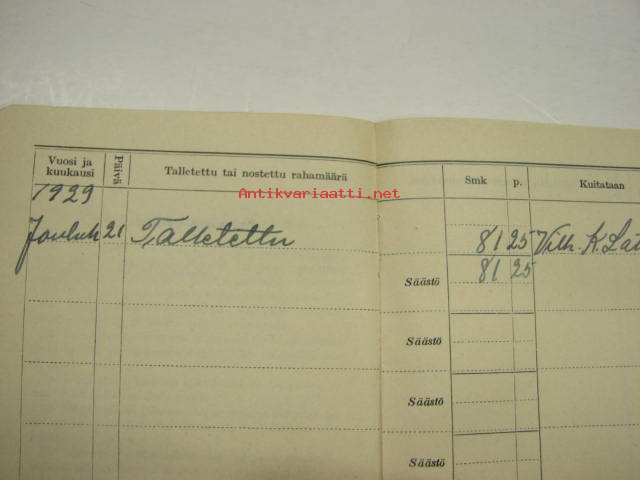 Vuosi ja kuukausi Päivä Talletettu tai nostettu rahamäärä Smk p. Kuitataan
Antikvariaatti.net
1929
Jouluk 21 Talletettu 81 25 Vilh. K.
Säästö 81 25
Säästö
Säästö
Säästö